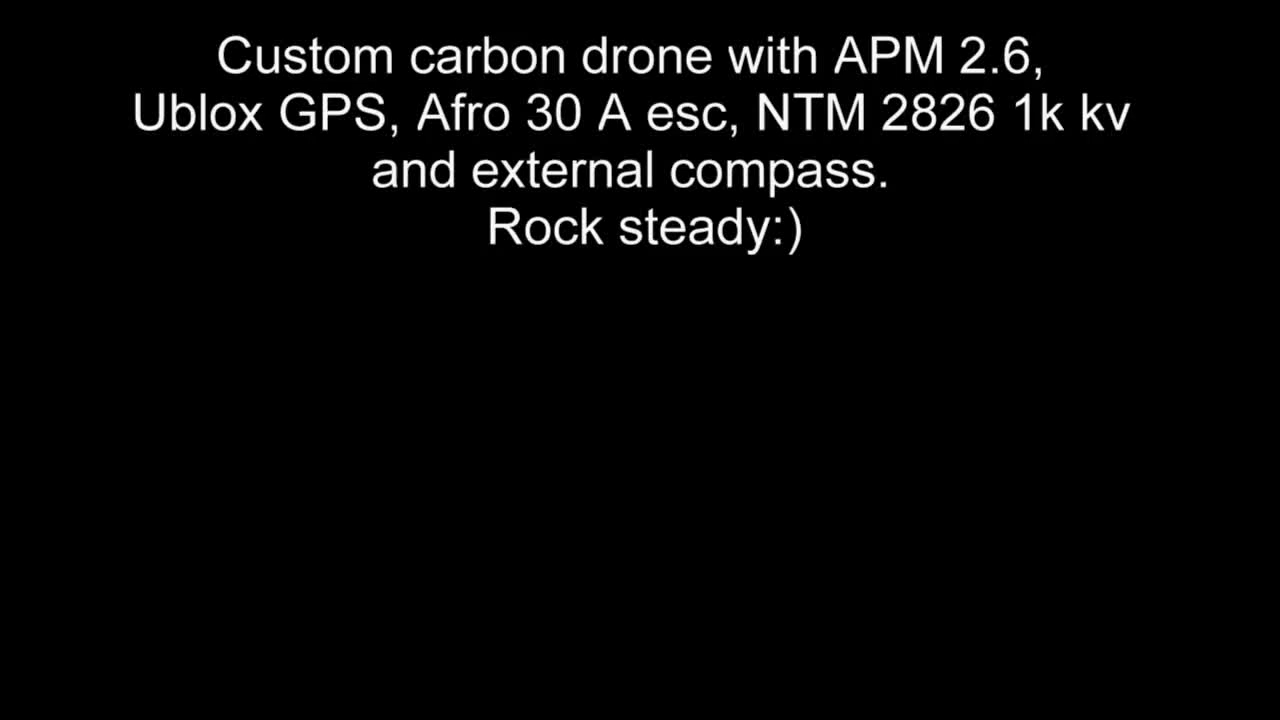 Custom carbon drone with APM 2.6,
Ublox GPS, Afro 30 A esc, NTM 2826 1k kv
and external compass.
Rock steady:)